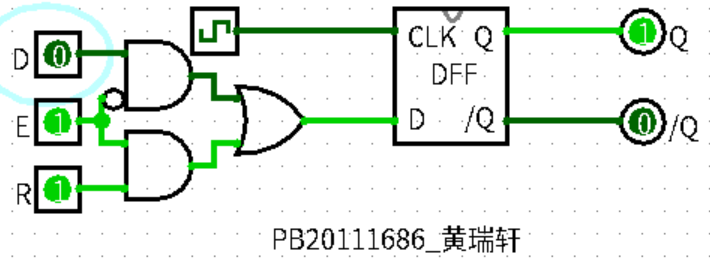 D 0
E 1
R 1
CLK Q
DFF
D /Q
1 Q
0 /Q
PB20111686_黄瑞轩